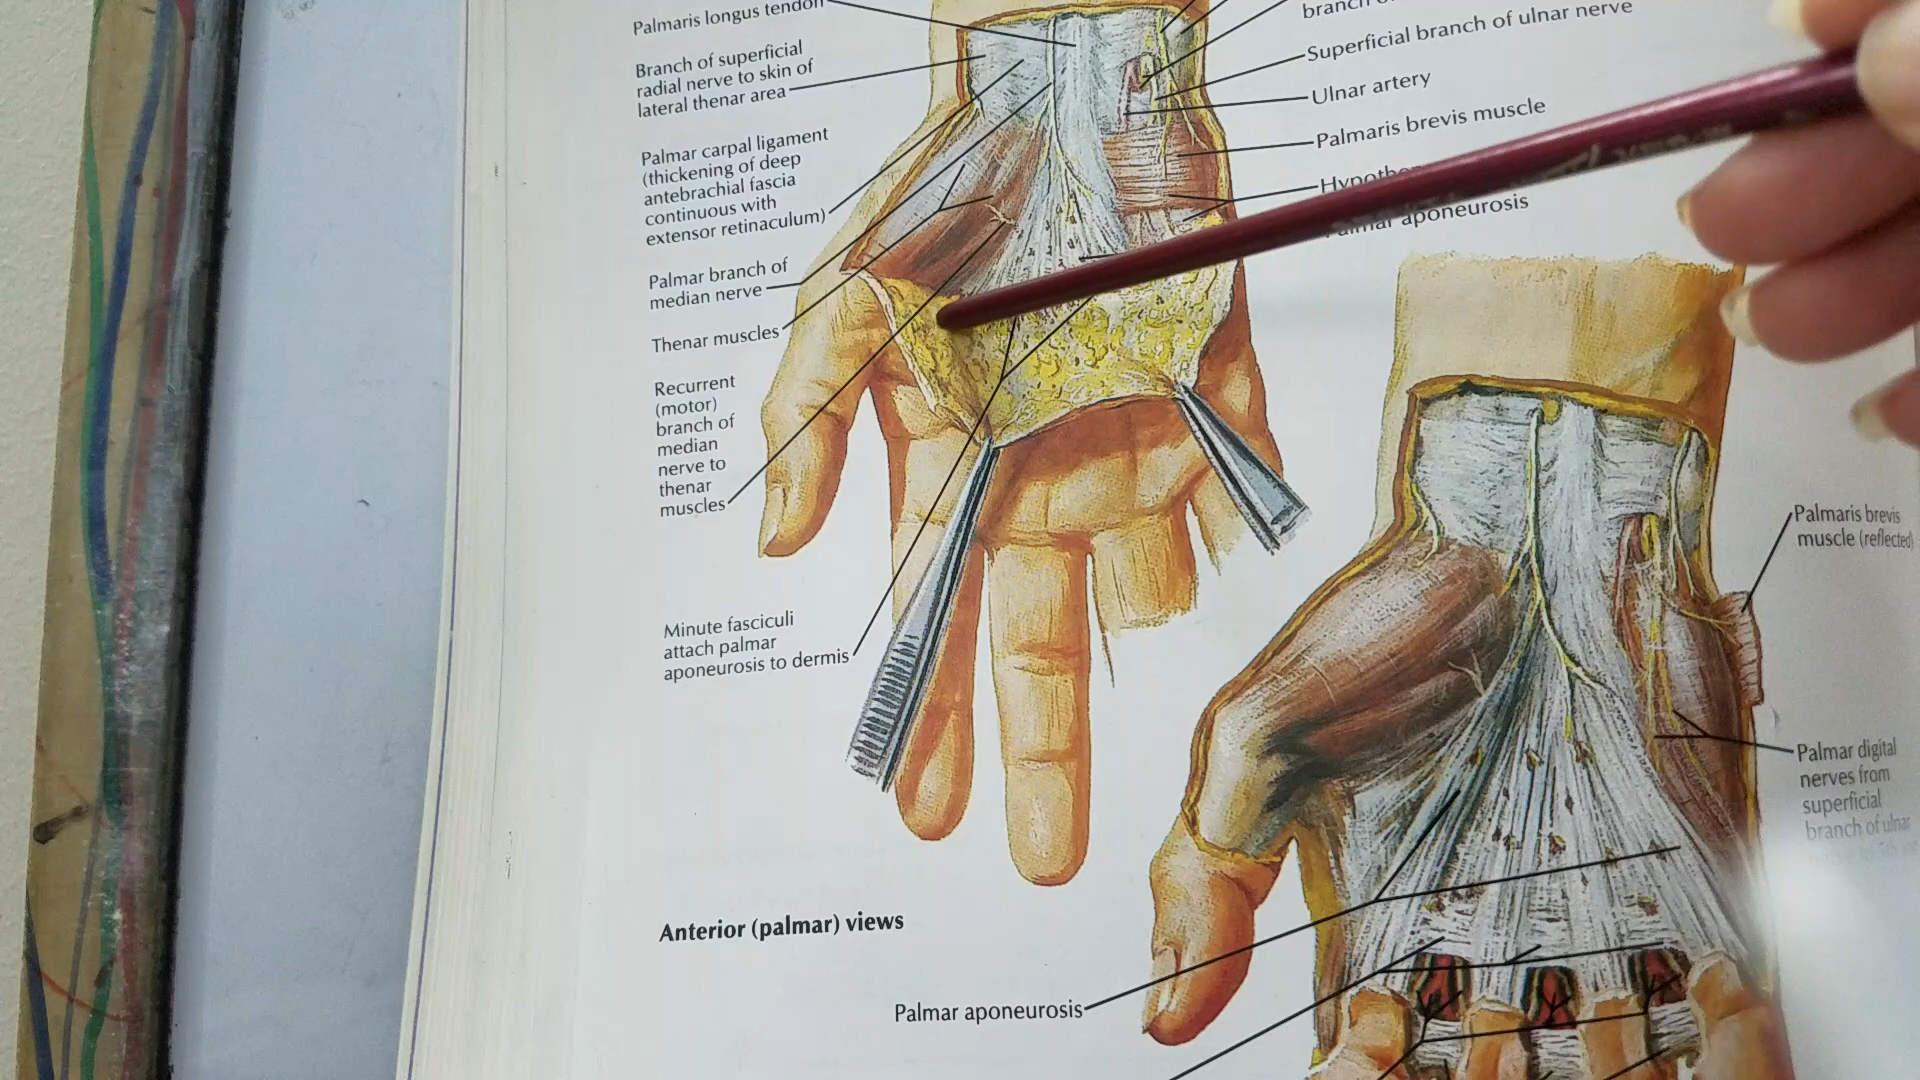 Palmaris longus tendon
Branch of superficial
radial nerve to skin of
lateral thenar area
Palmar carpal ligament
(thickening of deep
antebrachial fascia
continuous with
extensor retinaculum)
Palmar branch of
median nerve
Thenar muscles
Recurrent
(motor)
branch of
median
nerve to
thenar
muscles
Minute fasciculi
attach palmar
aponeurosis to dermis
Anterior (palmar) views
Palmar aponeurosis
branch
Superficial branch of ulnar nerve
Ulnar artery
Palmaris brevis muscle
Palmar aponeurosis
Palmaris brevis
muscle (reflected)
Palmar digital
nerves from
superficial
branch of ulnar